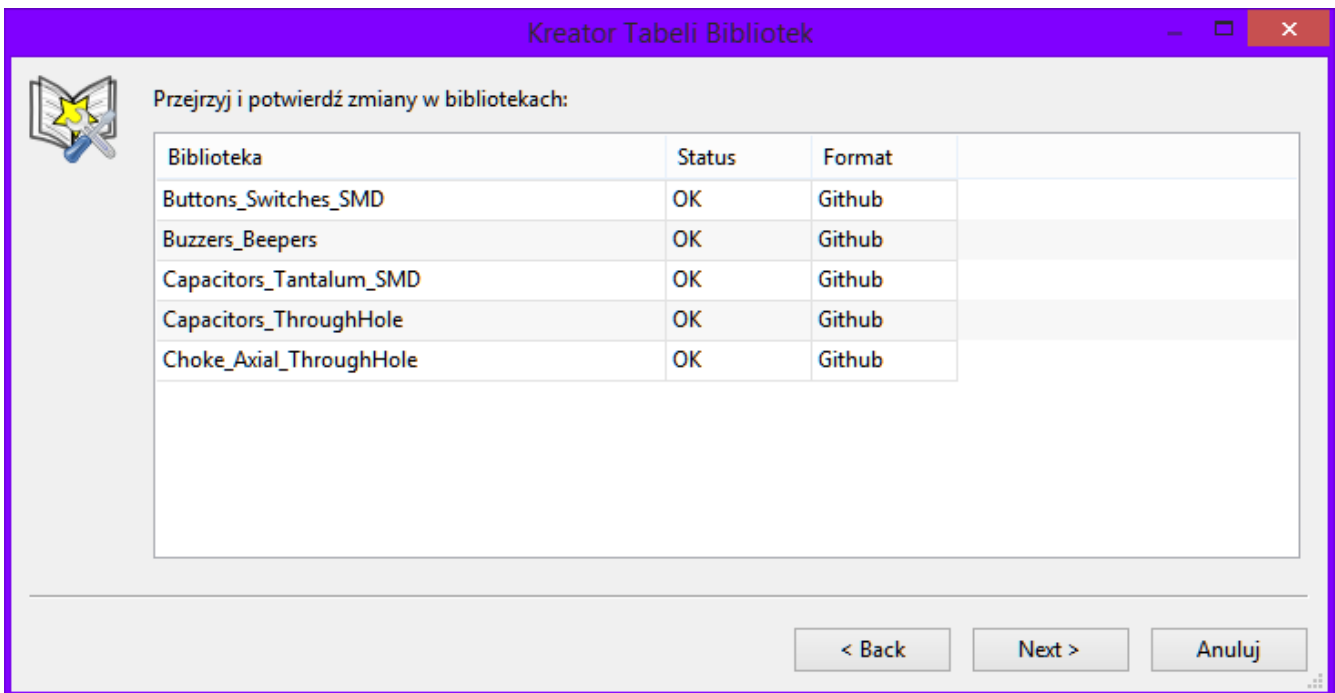 Kreator Tabeli Bibliotek
Przejrzyj i potwierdź zmiany w bibliotekach:
Biblioteka Status Format
Buttons_Switches_SMD OK Github
Buzzers_Beepers OK Github
Capacitors_Tantalum_SMD OK Github
Capacitors_ThroughHole OK Github
Choke_Axial_ThroughHole OK Github
< Back Next > Anuluj